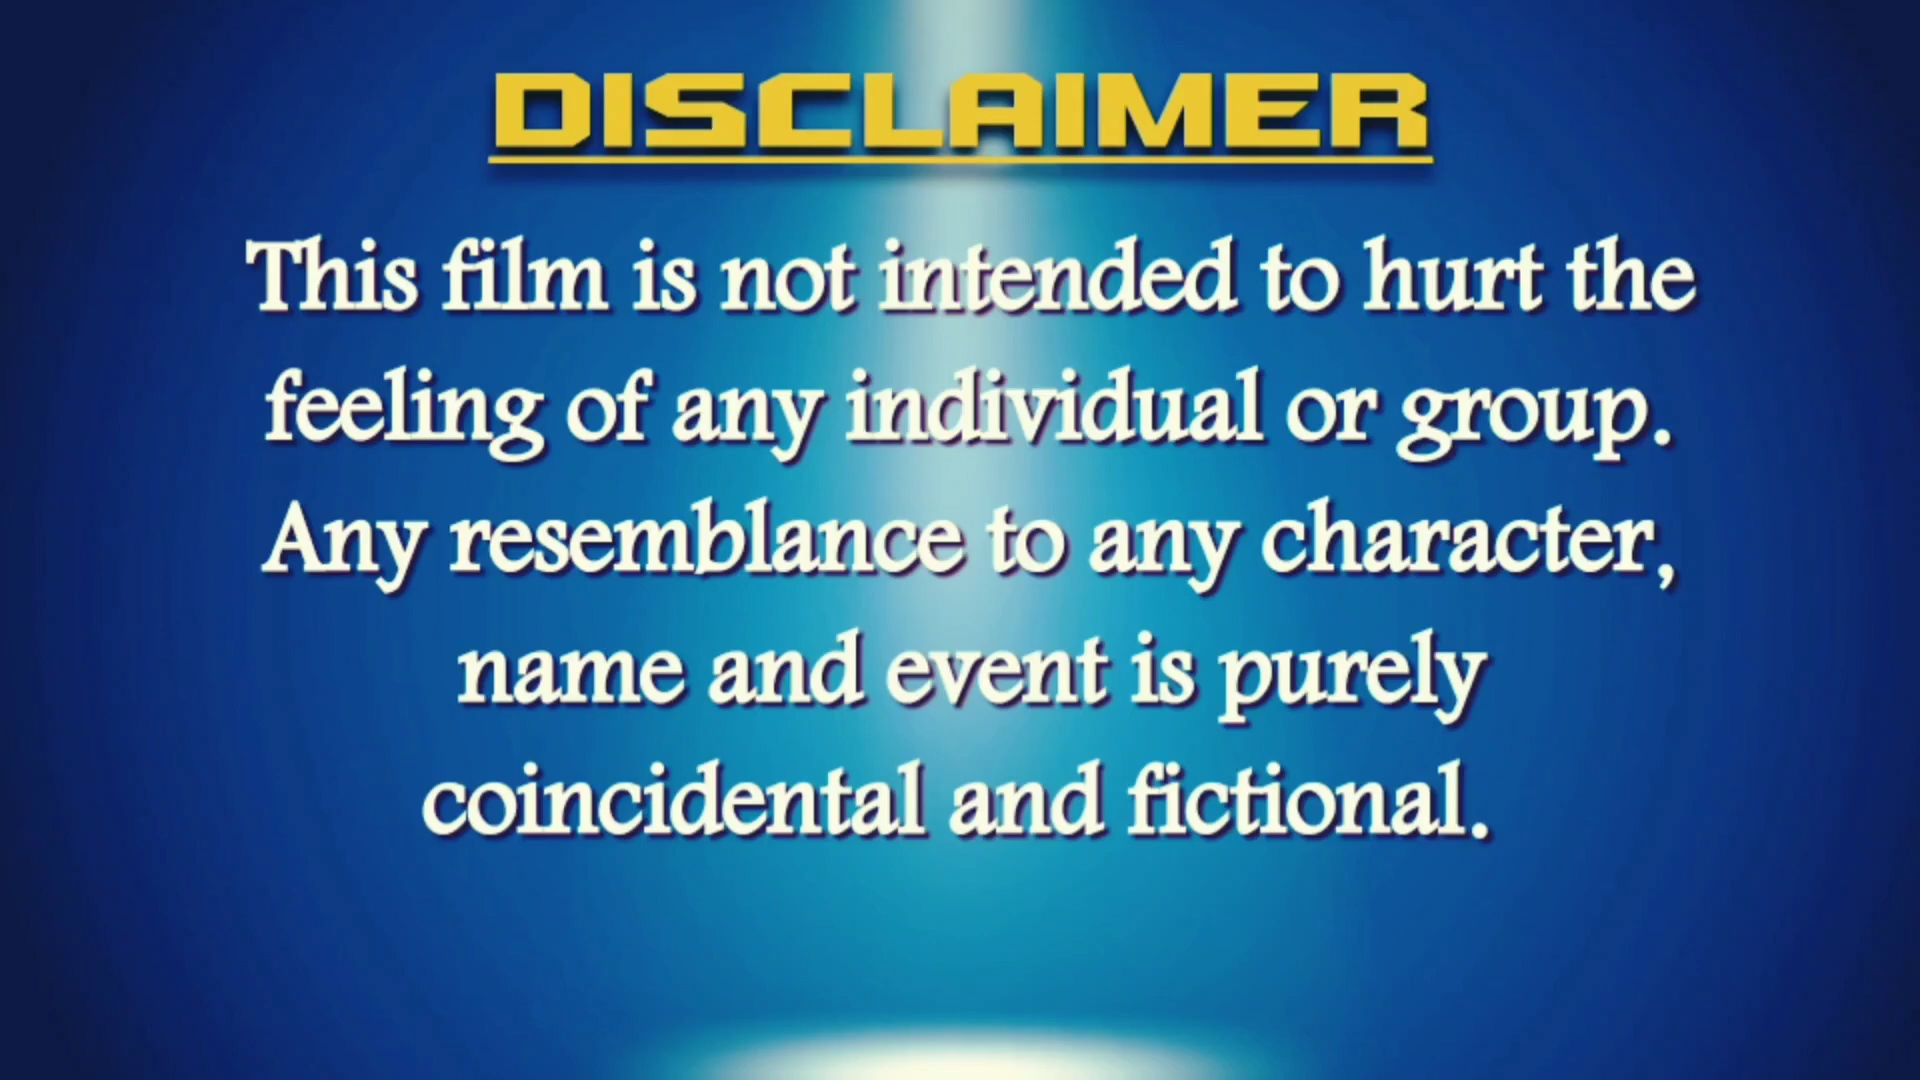 DISCLAIMER
This film is not intended to hurt the
feeling of any individual or group.
Any resemblance to any character,
name and event is purely
coincidental and fictional.